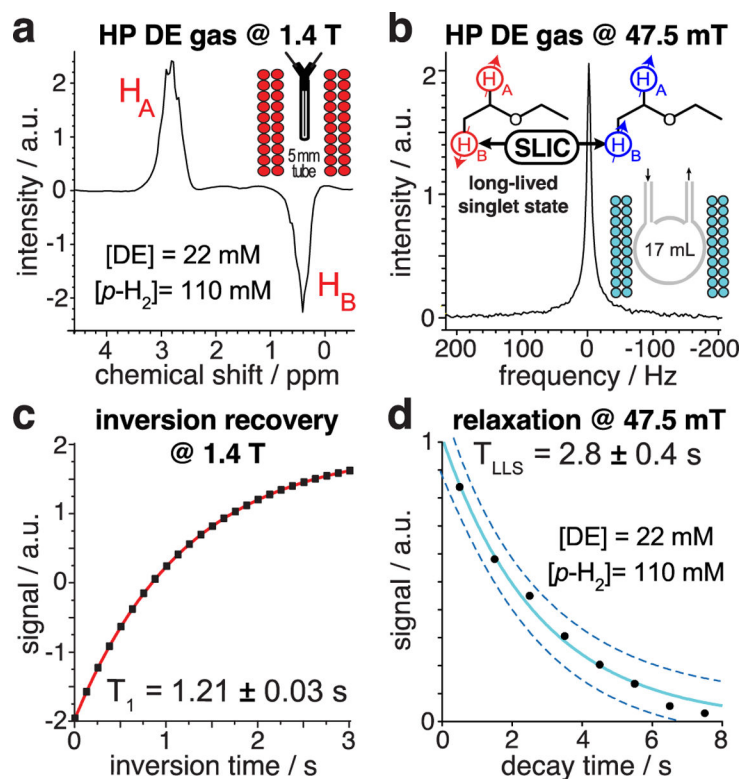 a HP DE gas @ 1.4 T
intensity / a.u.
2
1
0
-1
-2
H_A
5 mm
tube
[DE] = 22 mM
[p-H₂]= 110 mM
H_B
4 3 2 1 0
chemical shift / ppm
b HP DE gas @ 47.5 mT
intensity / a.u.
2
1
0
H_A
H_A
O
O
H_B
SLIC
H_B
long-lived
singlet state
17 mL
200 100 0 -100 -200
frequency / Hz
c inversion recovery
@ 1.4 T
signal / a.u.
2
1
0
-1
-2
T₁ = 1.21 ± 0.03 s
0 1 2 3
inversion time / s
d relaxation @ 47.5 mT
signal / a.u.
1
0
T_LLS = 2.8 ± 0.4 s
[DE] = 22 mM
[p-H₂]= 110 mM
0 2 4 6 8
decay time / s